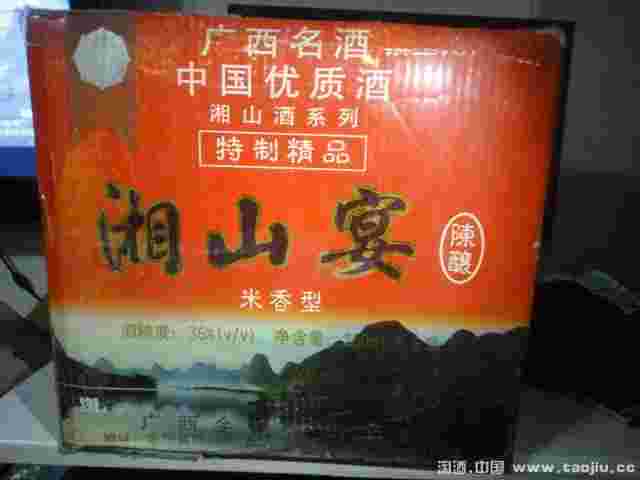 广西名酒
中国优质酒
湘山酒系列
特制精品
湘山宴
陳釀
米香型
酒精度: 35%(v/v) 净含量:
广西全
淘酒.中国 www.taojiu.cc